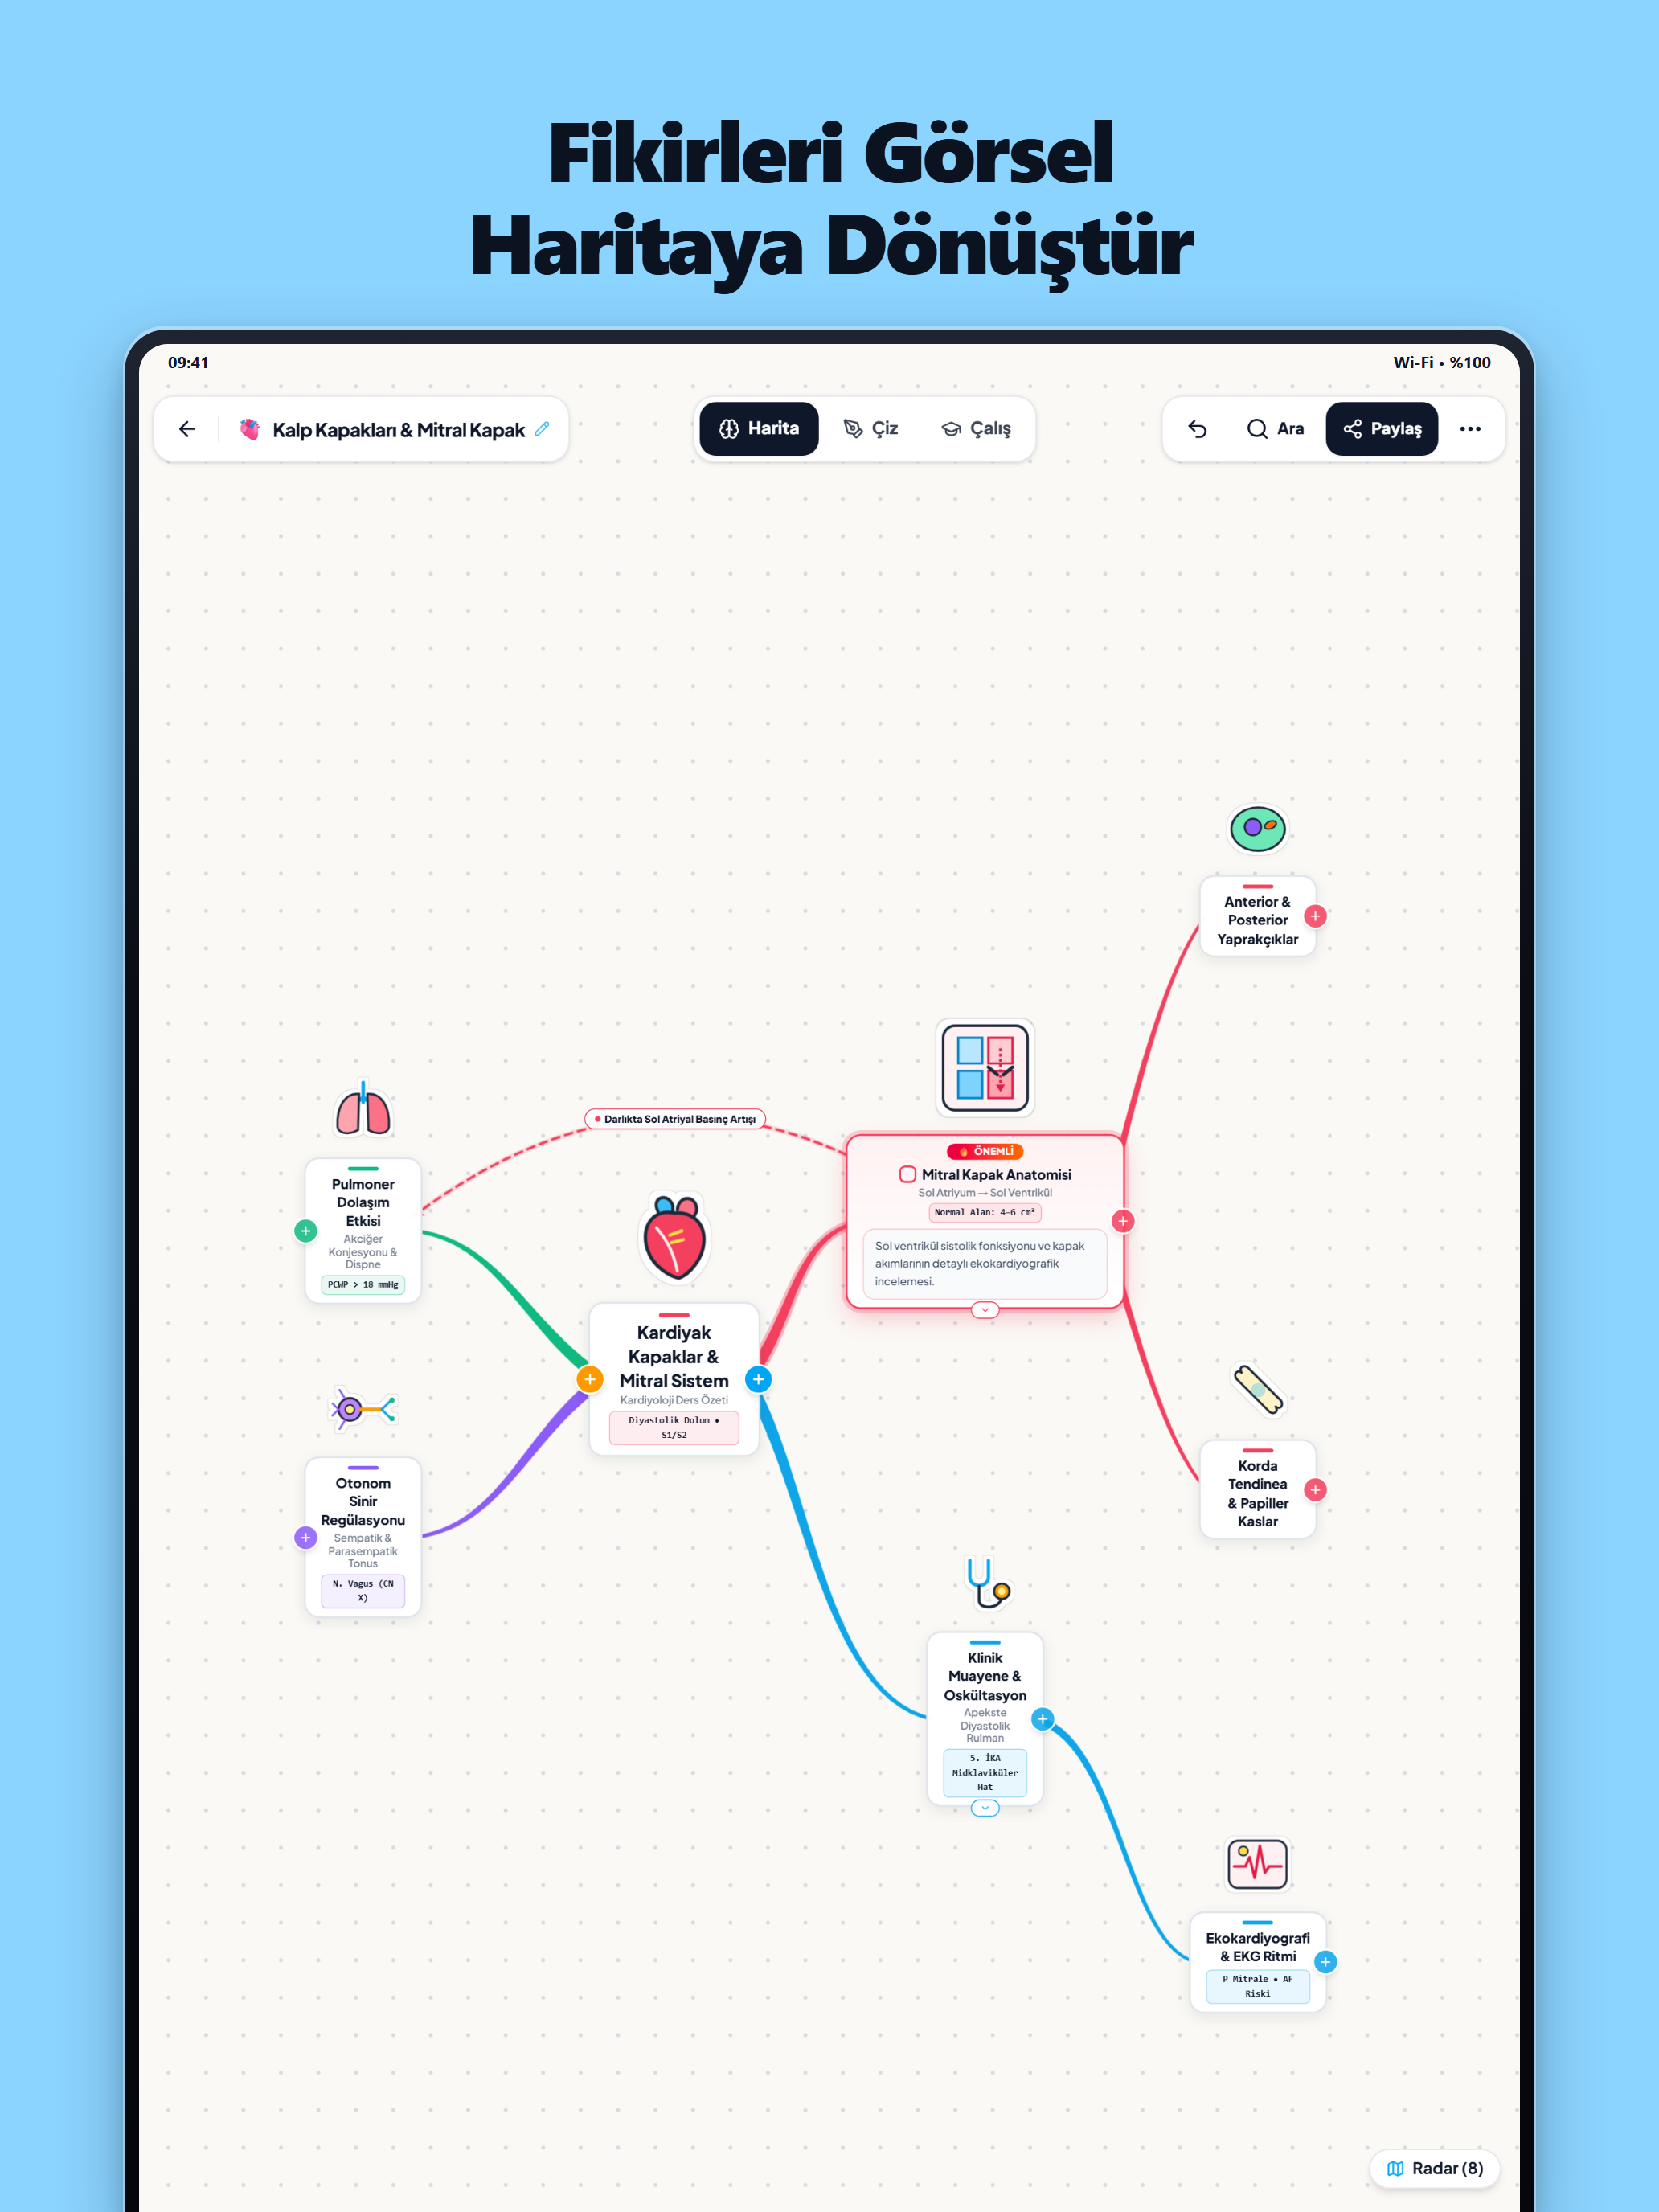 Fikirleri Görsel
Haritaya Dönüştür
09:41
Wi-Fi • %100
Kalp Kapakları & Mitral Kapak
Harita
Çiz
Çalış
Ara
Paylaş
Anterior &
Posterior
Yaprakçıklar
Darlıkta Sol Atriyal Basınç Artışı
ÖNEMLİ
Mitral Kapak Anatomisi
Sol Atriyum → Sol Ventrikül
Normal Alan: 4-6 cm²
Sol ventrikül sistolik fonksiyonu ve kapak
akımlarının detaylı ekokardiyografik
incelemesi.
Pulmoner
Dolaşım
Etkisi
Akciğer
Konjesyonu &
Dispne
PCWP > 18 mmHg
Kardiyak
Kapaklar &
Mitral Sistem
Kardiyoloji Ders Özeti
Diyastolik Dolum •
S1/S2
Otonom
Sinir
Regülasyonu
Sempatik &
Parasempatik
Tonus
N. Vagus (CN
X)
Korda
Tendinea
& Papiller
Kaslar
Klinik
Muayene &
Oskültasyon
Apekste
Diyastolik
Rulman
5. İKA
Midklaviküler
Hat
Ekokardiyografi
& EKG Ritmi
P Mitrale • AF
Riski
Radar (8)